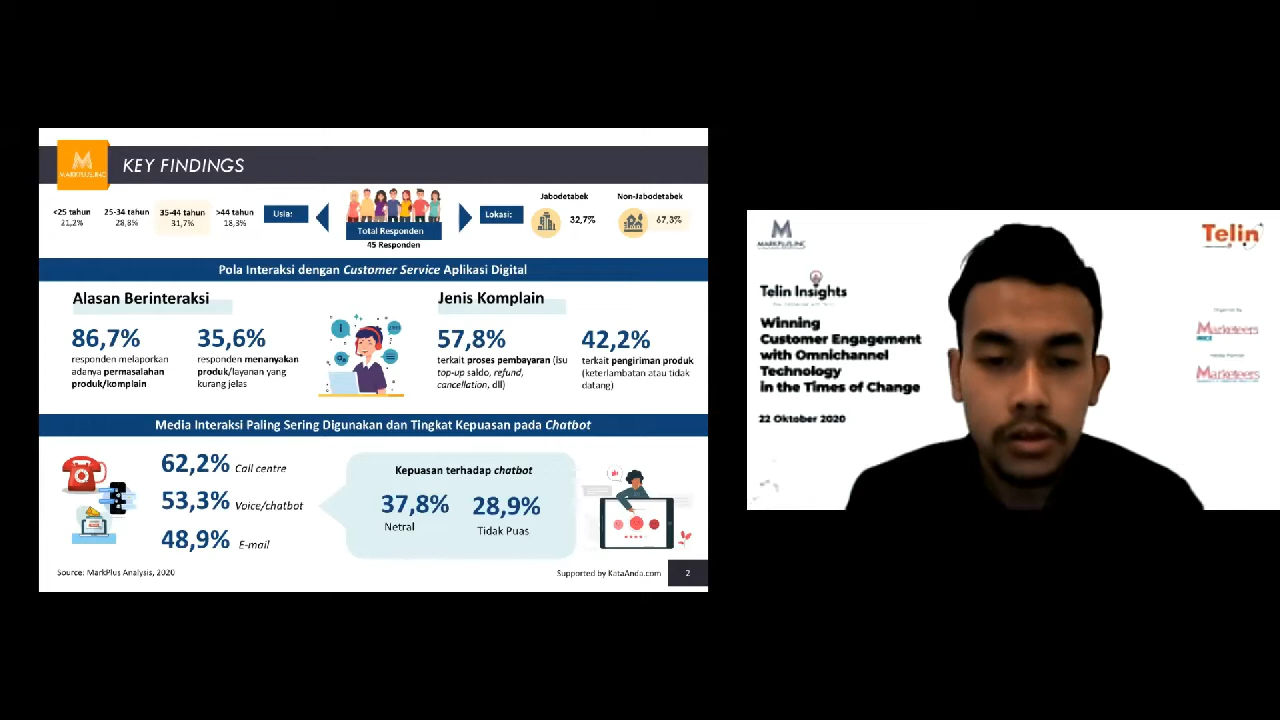 MARKPLUS.INC
KEY FINDINGS
<25 tahun
21,2%
25-34 tahun
28,8%
35-44 tahun
31,7%
>44 tahun
18,3%
Usia:
Total Responden
45 Responden
Lokasi:
Jabodetabek
32,7%
Non-Jabodetabek
67,3%
Pola Interaksi dengan Customer Service Aplikasi Digital
Alasan Berinteraksi
86,7%
responden melaporkan
adanya permasalahan
produk/komplain
35,6%
responden menanyakan
produk/layanan yang
kurang jelas
Jenis Komplain
57,8%
terkait proses pembayaran (isu
top-up saldo, refund,
cancellation, dll)
42,2%
terkait pengiriman produk
(keterlambatan atau tidak
datang)
Media Interaksi Paling Sering Digunakan dan Tingkat Kepuasan pada Chatbot
62,2% Call centre
53,3% Voice/chatbot
48,9% E-mail
Kepuasan terhadap chatbot
37,8%
Netral
28,9%
Tidak Puas
Source: MarkPlus Analysis, 2020
Supported by KataAnda.com
2
MARKPLUS.INC
Telin
Telin Insights
Winning
Customer Engagement
with Omnichannel
Technology
in the Times of Change
22 Oktober 2020
Marketeers
Marketeers